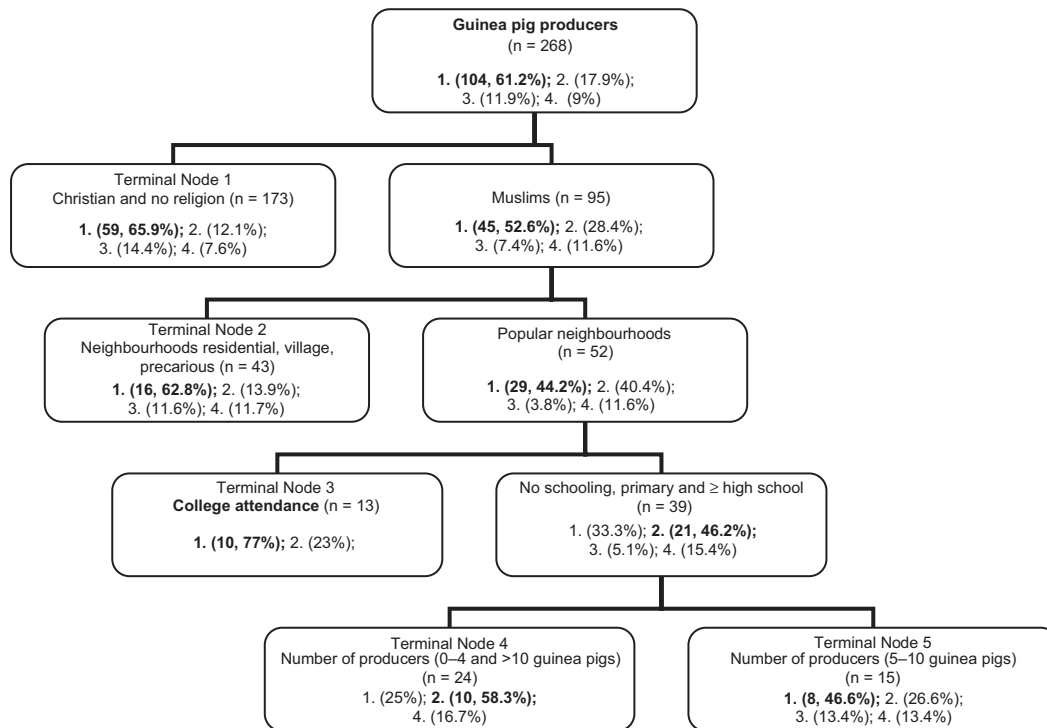 Guinea pig producers
(n = 268)
1. (104, 61.2%); 2. (17.9%);
3. (11.9%); 4. (9%)
Terminal Node 1
Christian and no religion (n = 173)
1. (59, 65.9%); 2. (12.1%);
3. (14.4%); 4. (7.6%)
Muslims (n = 95)
1. (45, 52.6%); 2. (28.4%);
3. (7.4%); 4. (11.6%)
Terminal Node 2
Neighbourhoods residential, village,
precarious (n = 43)
1. (16, 62.8%); 2. (13.9%);
3. (11.6%); 4. (11.7%)
Popular neighbourhoods
(n = 52)
1. (29, 44.2%); 2. (40.4%);
3. (3.8%); 4. (11.6%)
Terminal Node 3
College attendance (n = 13)
1. (10, 77%); 2. (23%);
No schooling, primary and ≥ high school
(n = 39)
1. (33.3%); 2. (21, 46.2%);
3. (5.1%); 4. (15.4%)
Terminal Node 4
Number of producers (0–4 and >10 guinea pigs)
(n = 24)
1. (25%); 2. (10, 58.3%);
4. (16.7%)
Terminal Node 5
Number of producers (5–10 guinea pigs)
(n = 15)
1. (8, 46.6%); 2. (26.6%);
3. (13.4%); 4. (13.4%)